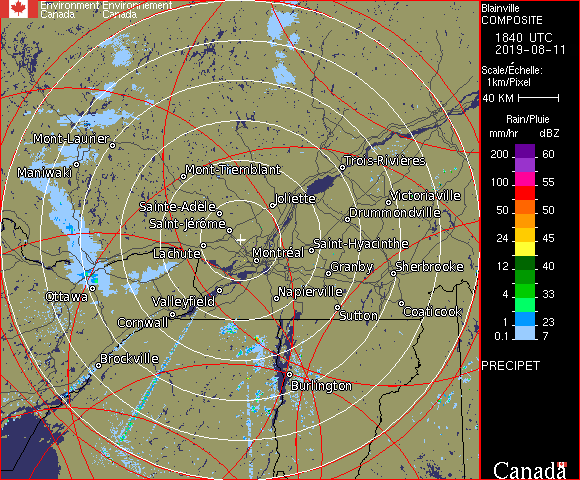 Environment Environnement
Canada Canada
Blainville
COMPOSITE
1840 UTC
2019-08-11
Scale/Échelle:
1km/Pixel
40 KM
Rain/Pluie
mm/hr dBZ
200 60
100 55
50 50
24 45
12 40
4 33
1 23
0.1 7
PRECIPET
Mont-Laurier
Maniwaki
Mont-Tremblant
Trois-Rivières
Joliette
Victoriaville
Sainte-Adèle
Drummondville
Saint-Jérôme
Saint-Hyacinthe
Lachute
Montréal
Granby
Sherbrooke
Ottawa
Valleyfield
Napierville
Cornwall
Sutton
Coaticook
Brockville
Burlington
Canada